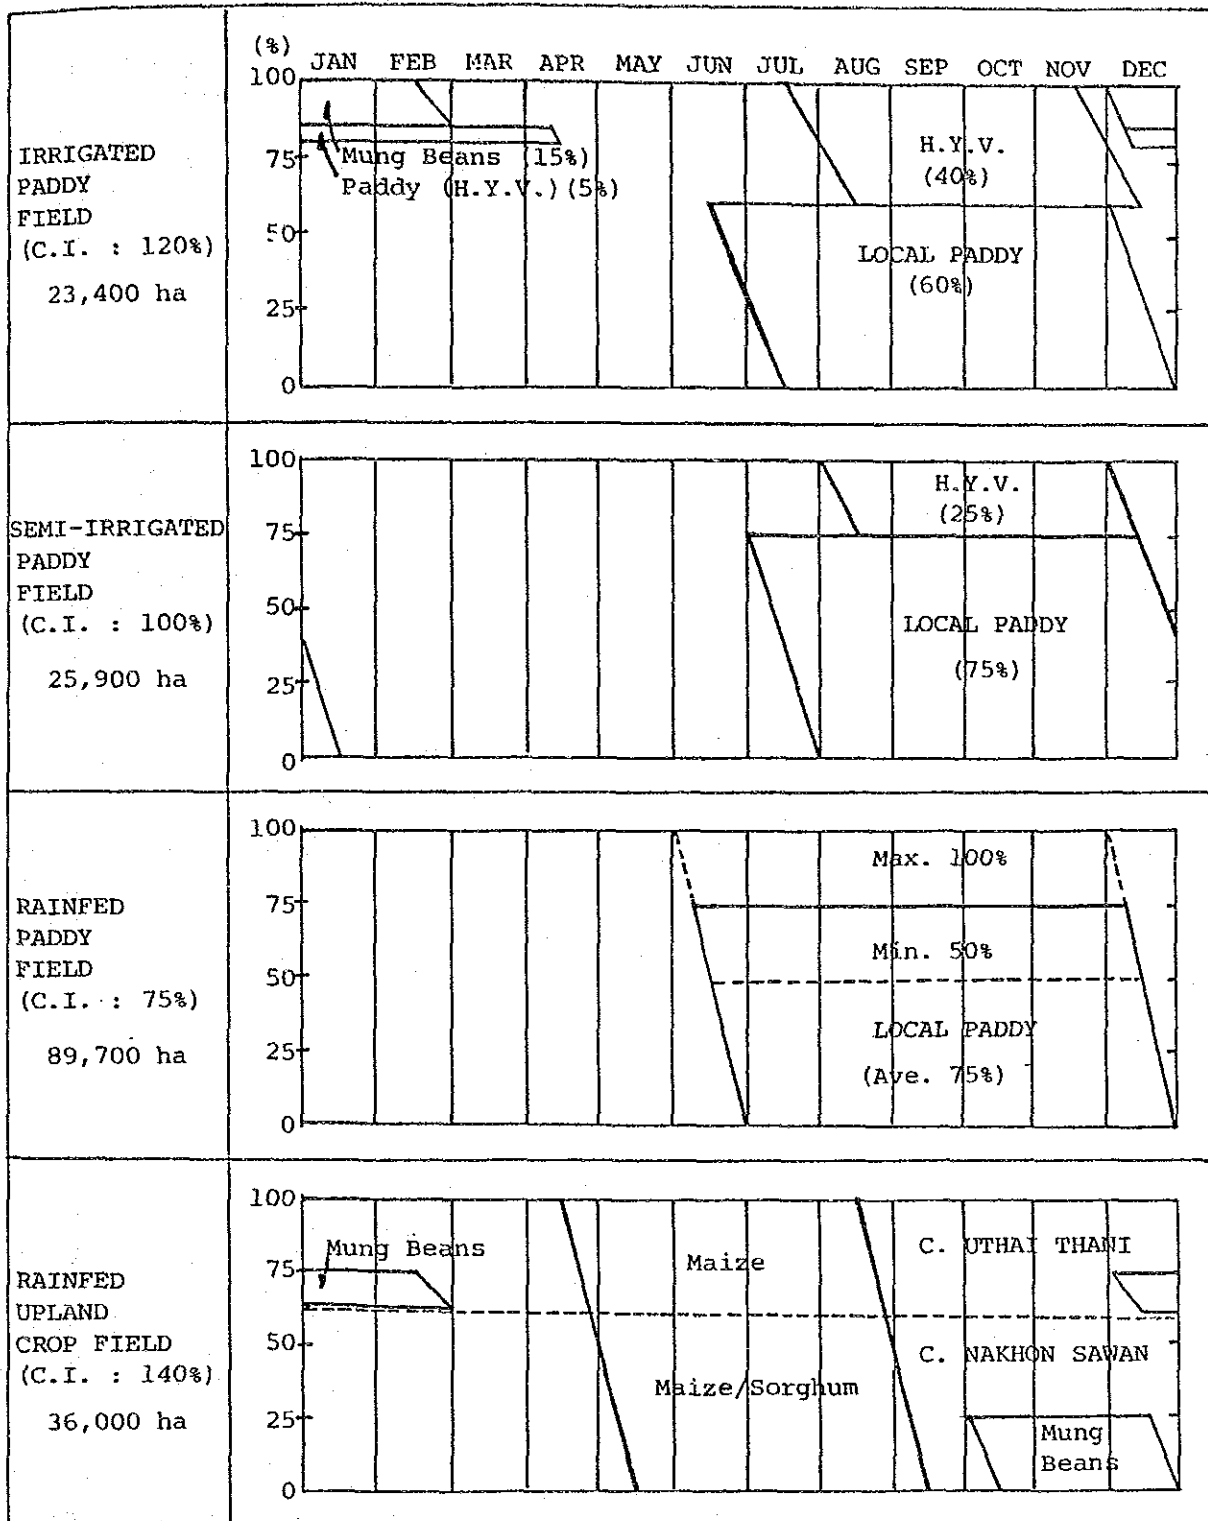 (%)
JAN FEB MAR APR MAY JUN JUL AUG SEP OCT NOV DEC
IRRIGATED
PADDY
FIELD
(C.I. : 120%)
23,400 ha
100
75
50
25
0
Mung Beans (15%)
Paddy (H.Y.V.) (5%)
H.Y.V.
(40%)
LOCAL PADDY
(60%)
SEMI-IRRIGATED
PADDY
FIELD
(C.I. : 100%)
25,900 ha
100
75
50
25
0
H.Y.V.
(25%)
LOCAL PADDY
(75%)
RAINFED
PADDY
FIELD
(C.I. : 75%)
89,700 ha
100
75
50
25
0
Max. 100%
Min. 50%
LOCAL PADDY
(Ave. 75%)
RAINFED
UPLAND
CROP FIELD
(C.I. : 140%)
36,000 ha
100
75
50
25
0
Mung Beans
Maize
C. UTHAI THANI
C. NAKHON SAWAN
Maize/Sorghum
Mung
Beans